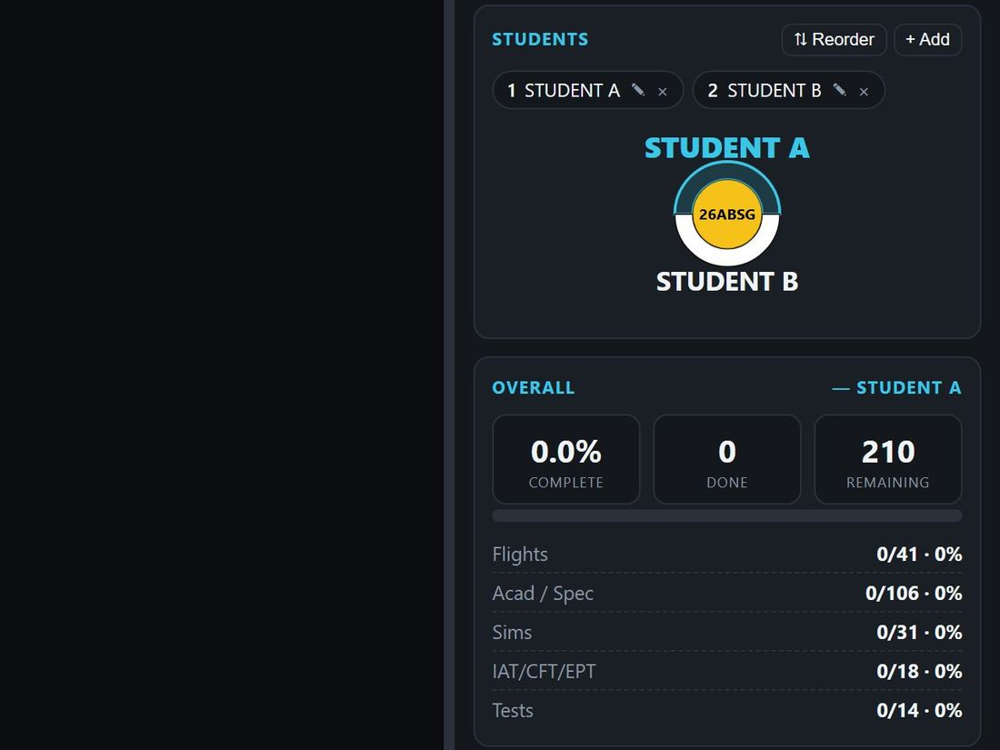 STUDENTS
⇅ Reorder
+ Add
1 STUDENT A ✎ ×
2 STUDENT B ✎ ×
STUDENT A
26ABSG
STUDENT B
OVERALL
— STUDENT A
0.0%
COMPLETE
0
DONE
210
REMAINING
Flights 0/41 · 0%
Acad / Spec 0/106 · 0%
Sims 0/31 · 0%
IAT/CFT/EPT 0/18 · 0%
Tests 0/14 · 0%